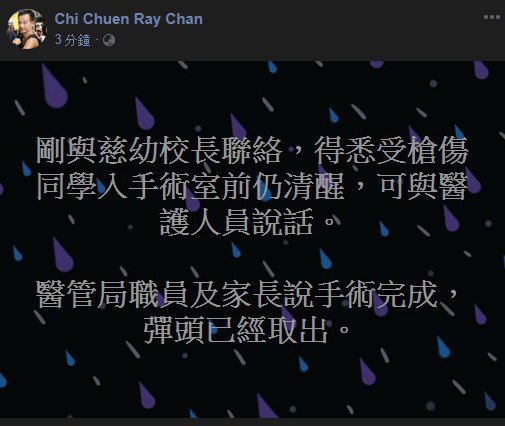 Chi Chuen Ray Chan
3 分鐘 ·
剛與慈幼校長聯絡，得悉受槍傷
同學入手術室前仍清醒，可與醫
護人員說話。
醫管局職員及家長說手術完成，
彈頭已經取出。